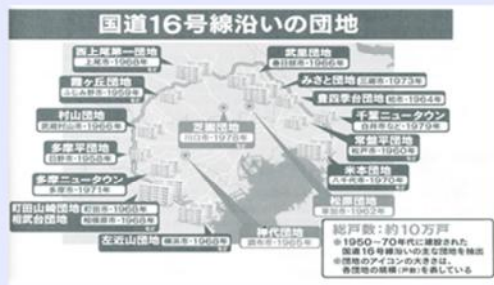 国道16号線沿いの団地
西上尾第一団地
上尾市・1968年
霞ヶ丘団地
ふじみ野市・1959年
村山団地
武蔵村山市・1966年
多摩平団地
日野市・1958年
多摩ニュータウン
多摩市・1971年
町田山崎団地 町田市・1968年
相武台団地 相模原市・1968年
左近山団地 横浜市・1968年
武里団地
春日部市・1966年
みさと団地 三郷市・1973年
豊四季台団地 柏市・1964年
千葉ニュータウン
白井市など・1979年
常盤平団地
松戸市・1960年
米本団地
八千代市・1970年
松原団地
草加市・1962年
芝園団地
川口市・1978年
神代団地
調布市・1965年
総戸数:約10万戸
※1950~70年代に建設された
国道16号線沿いの主な団地を抽出
※団地のアイコンの大きさは、
各団地の規模(戸数)を表している